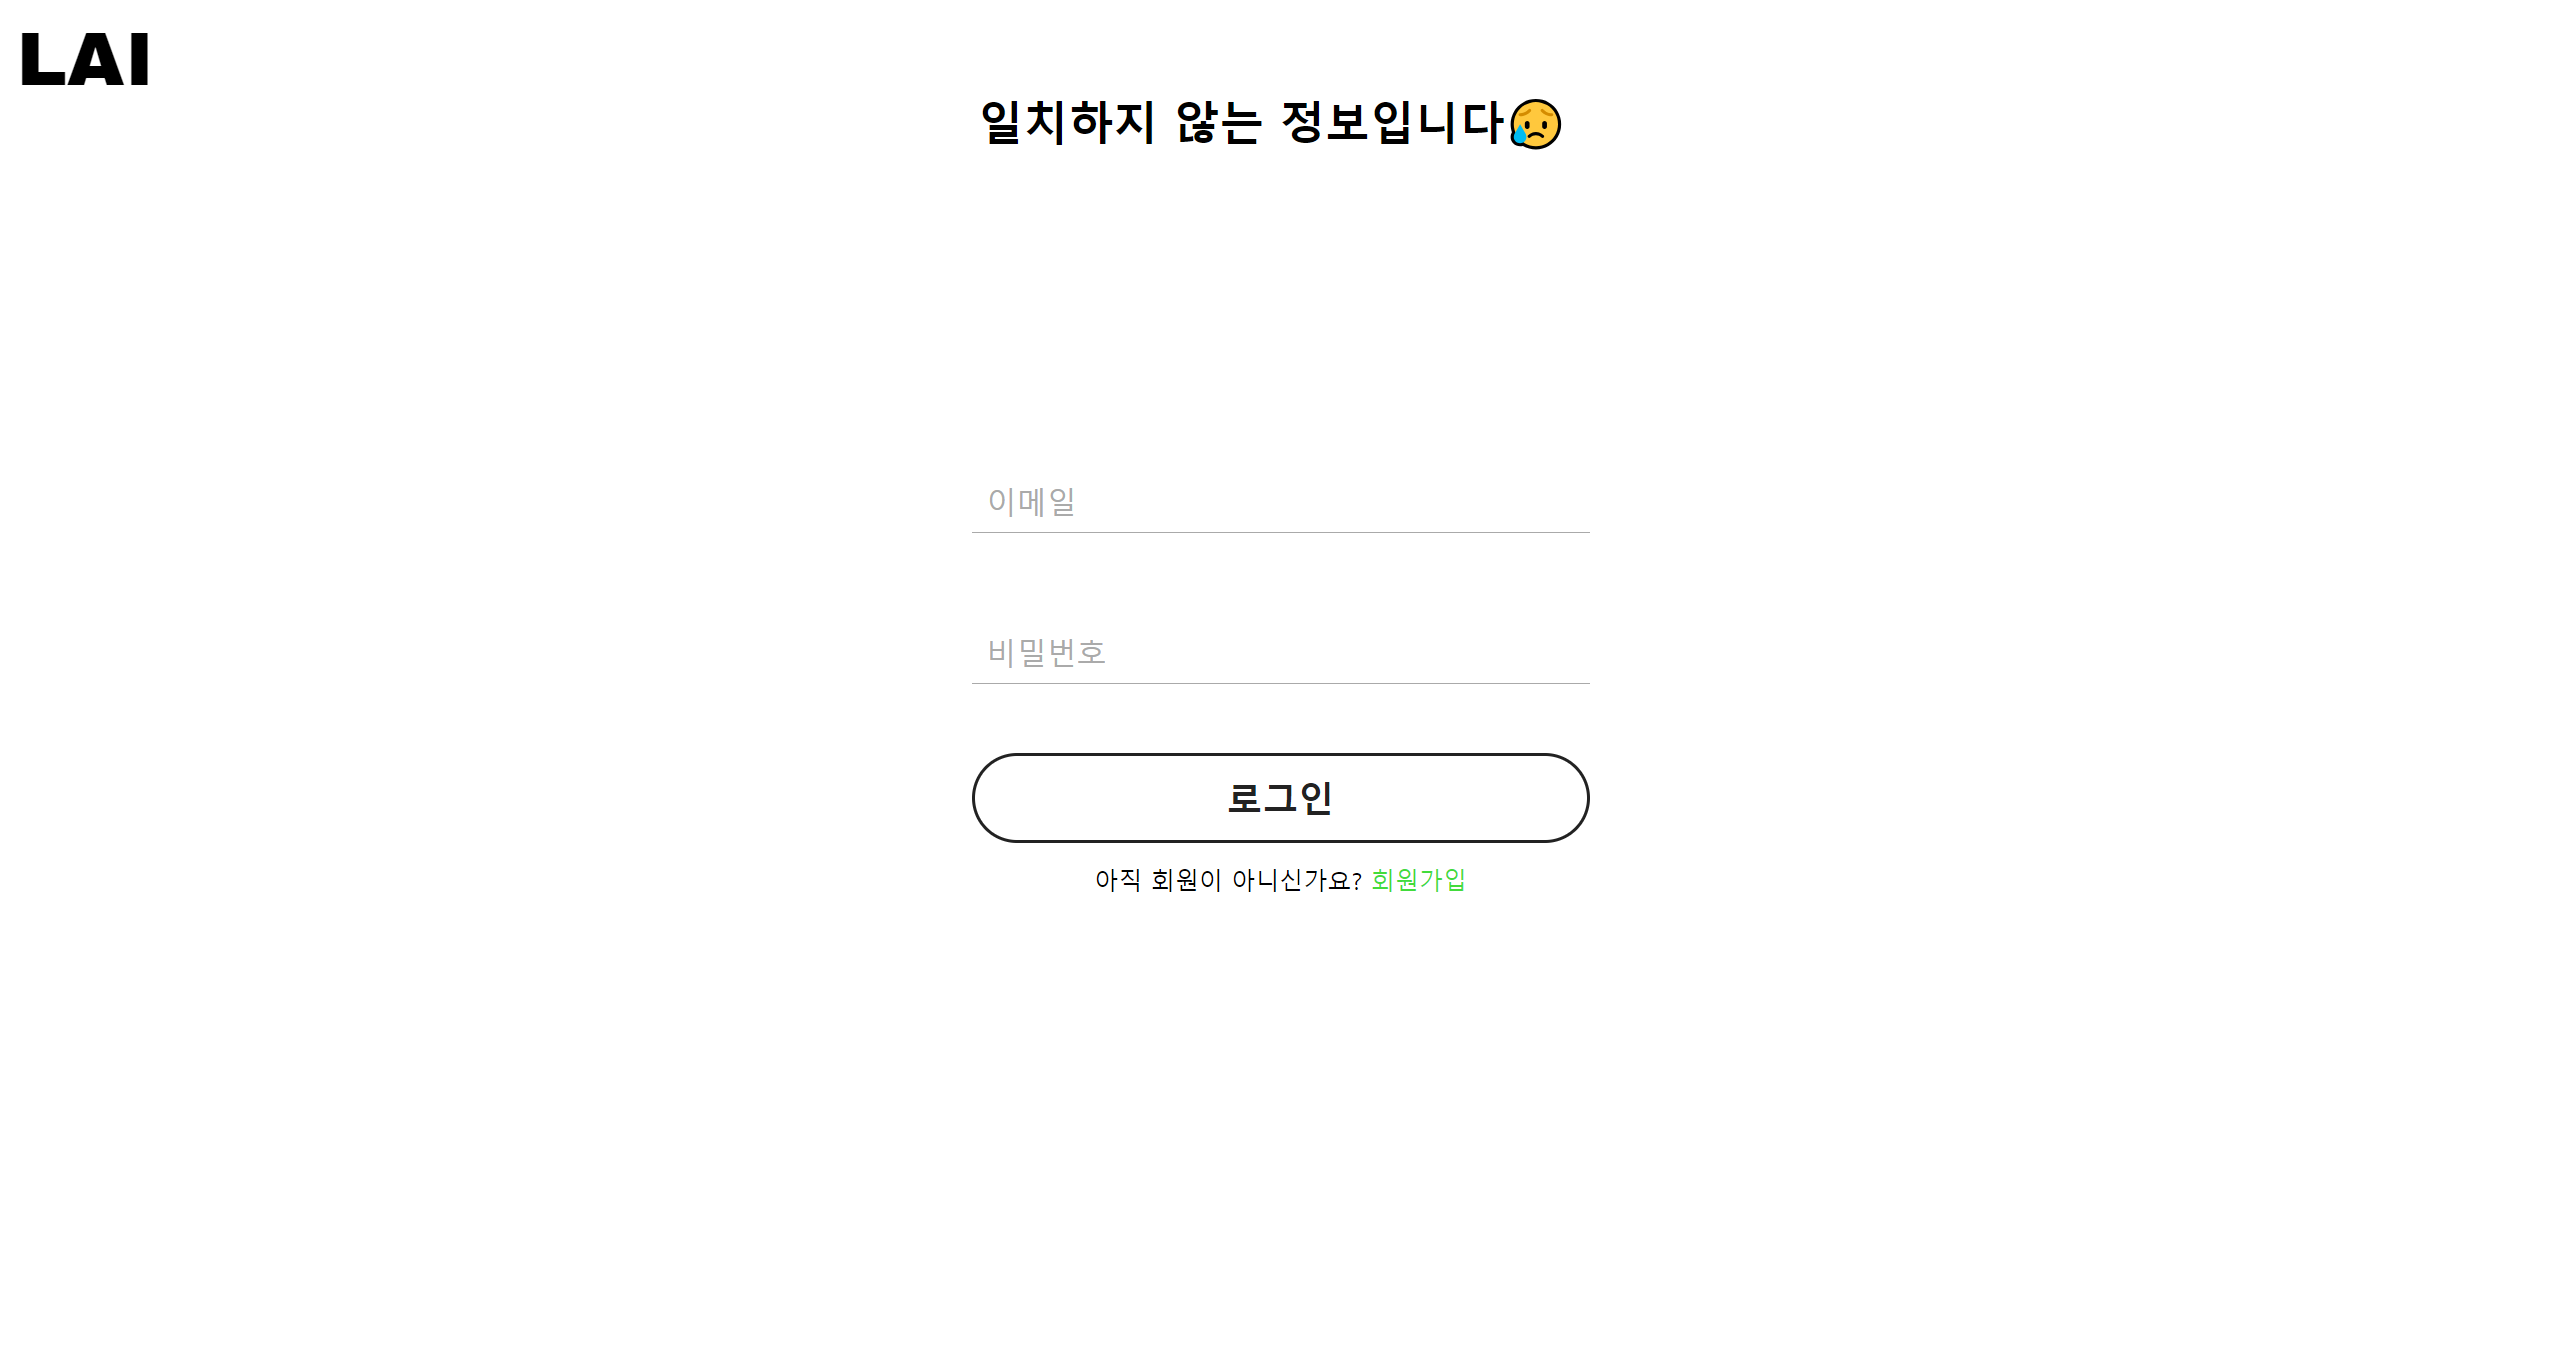 LAI
일치하지 않는 정보입니다😥
이메일
비밀번호
로그인
아직 회원이 아니신가요? 회원가입